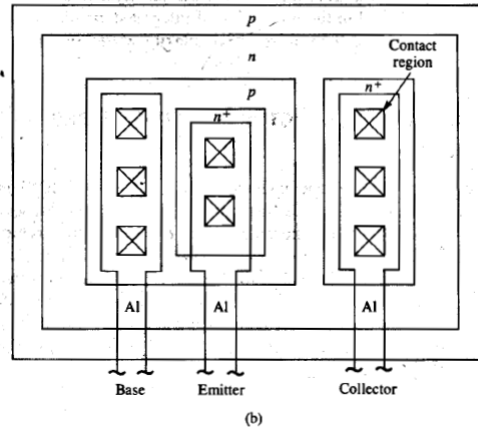 p
n
Contact
region
p
n+
n+
Al
Al
Al
Base
Emitter
Collector
(b)